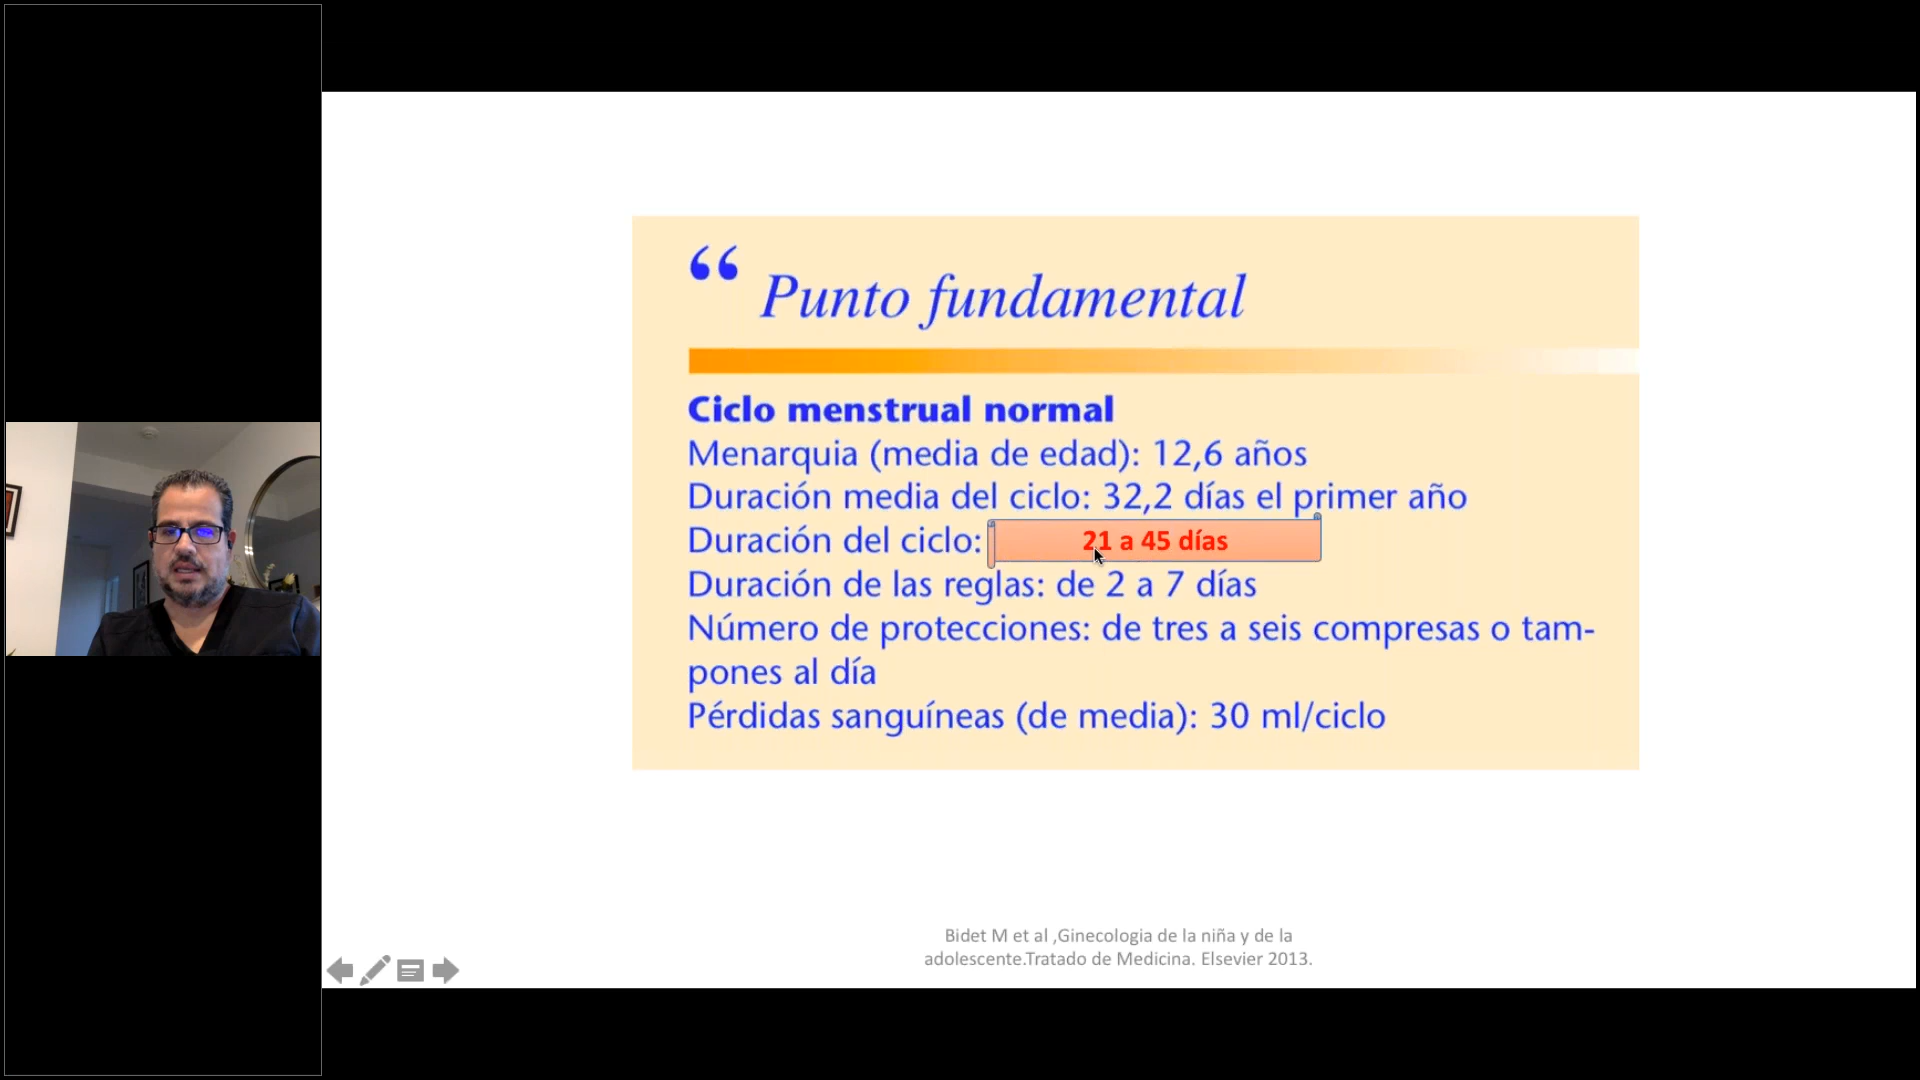 “ Punto fundamental
Ciclo menstrual normal
Menarquia (media de edad): 12,6 años
Duración media del ciclo: 32,2 días el primer año
Duración del ciclo: 21 a 45 días
Duración de las reglas: de 2 a 7 días
Número de protecciones: de tres a seis compresas o tam-
pones al día
Pérdidas sanguíneas (de media): 30 ml/ciclo
Bidet M et al ,Ginecologia de la niña y de la
adolescente.Tratado de Medicina. Elsevier 2013.